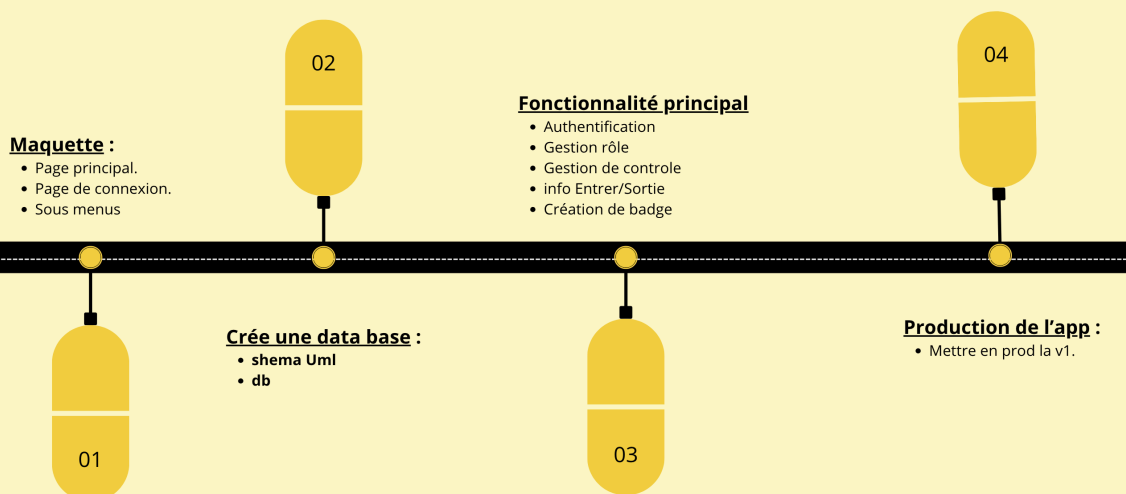 02
04
Fonctionnalité principal
• Authentification
• Gestion rôle
• Gestion de controle
• info Entrer/Sortie
• Création de badge
Maquette :
• Page principal.
• Page de connexion.
• Sous menus
Crée une data base :
• shema Uml
• db
Production de l’app :
• Mettre en prod la v1.
01
03